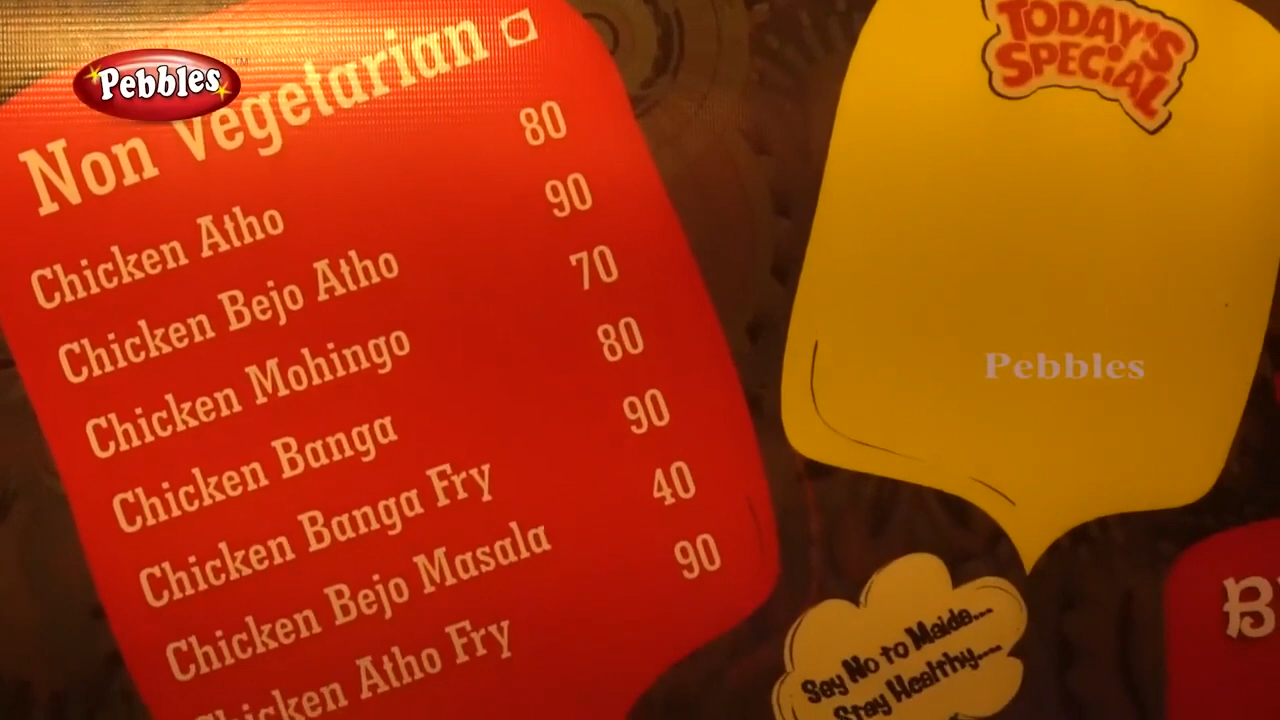 Pebbles
Non Vegetarian
Chicken Atho 80
Chicken Bejo Atho 90
Chicken Mohingo 70
Chicken Banga 80
Chicken Banga Fry 90
Chicken Bejo Masala 40
Chicken Atho Fry 90
TODAY'S
SPECiAL
Pebbles
Say No to Maida...
Stay Healthy....